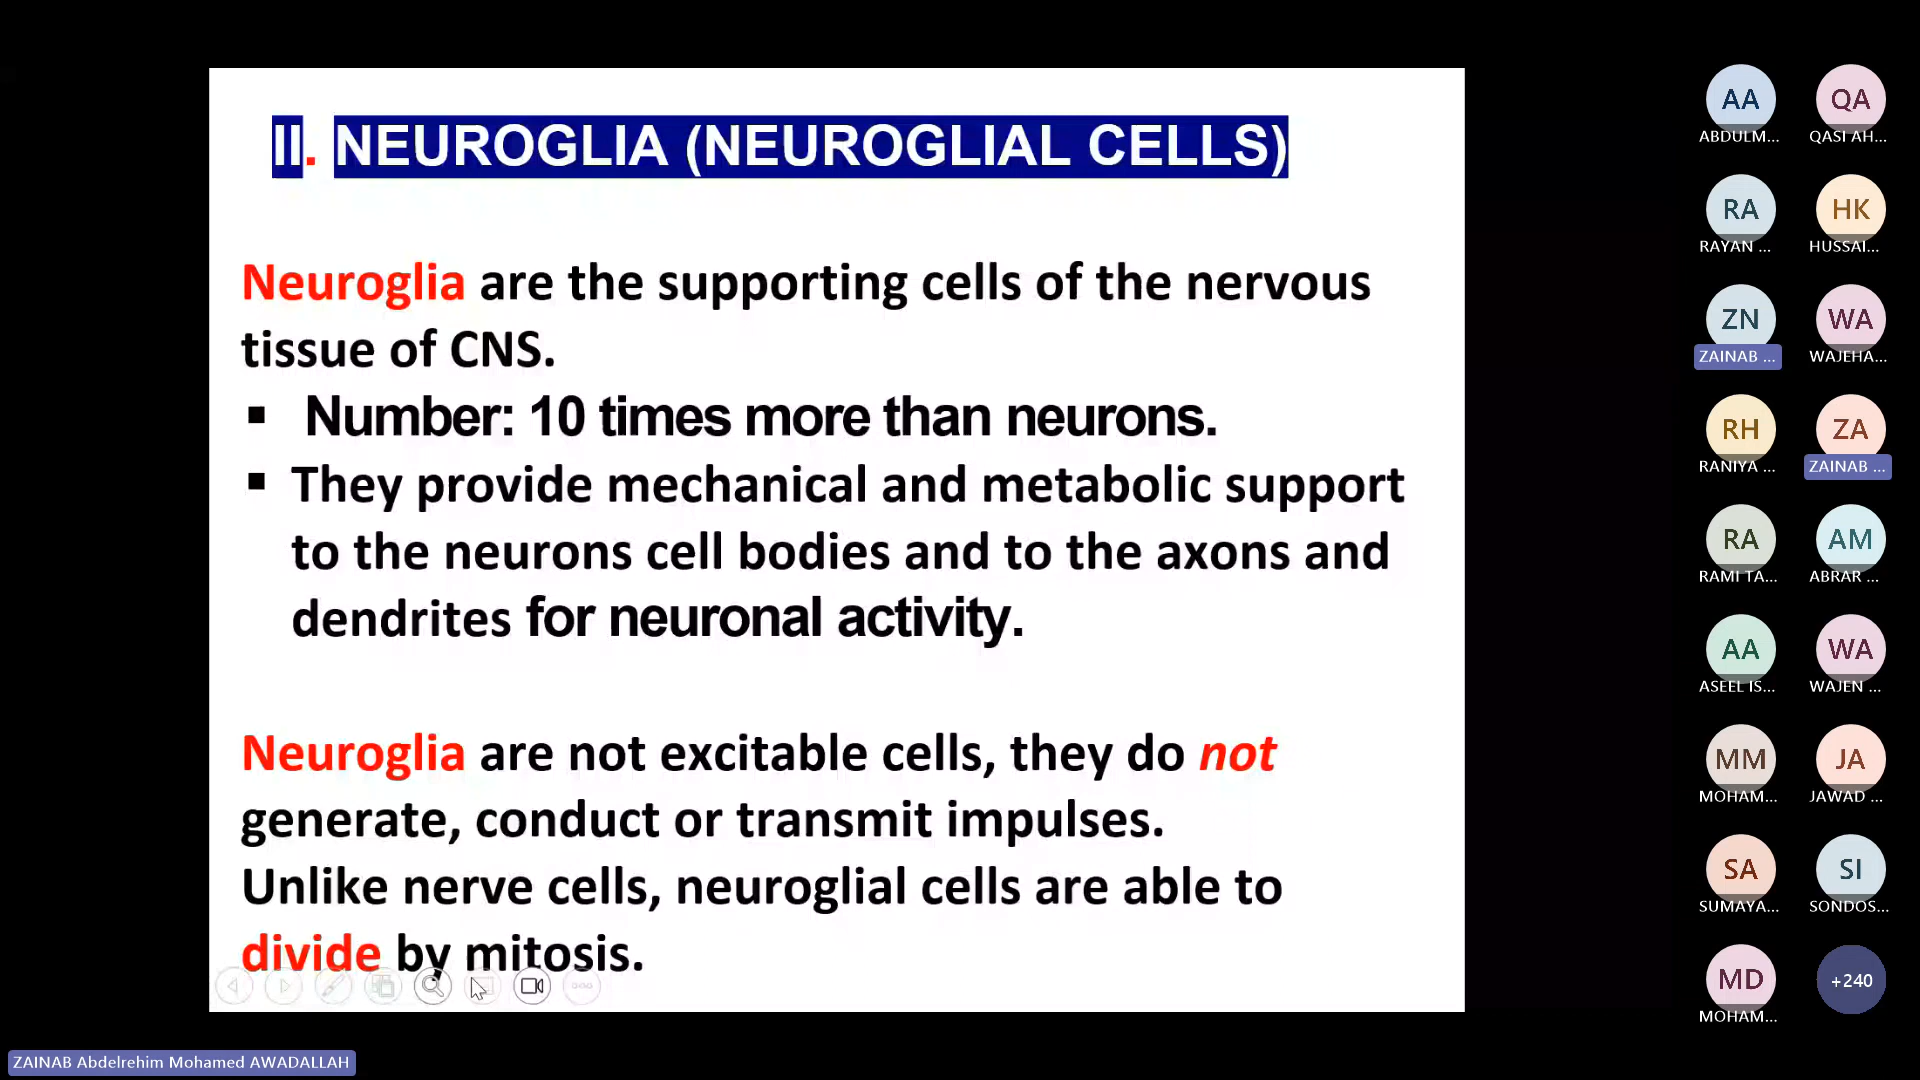 II. NEUROGLIA (NEUROGLIAL CELLS)
Neuroglia are the supporting cells of the nervous
tissue of CNS.
▪ Number: 10 times more than neurons.
▪ They provide mechanical and metabolic support
to the neurons cell bodies and to the axons and
dendrites for neuronal activity.
Neuroglia are not excitable cells, they do not
generate, conduct or transmit impulses.
Unlike nerve cells, neuroglial cells are able to
divide by mitosis.
AA
ABDULM...
QA
QASI AH...
RA
RAYAN ...
HK
HUSSAI...
ZN
ZAINAB ...
WA
WAJEHA...
RH
RANIYA ...
ZA
ZAINAB ...
RA
RAMI TA...
AM
ABRAR ...
AA
ASEEL IS...
WA
WAJEN ...
MM
MOHAM...
JA
JAWAD ...
SA
SUMAYA...
SI
SONDOS...
MD
MOHAM...
+240
ZAINAB Abdelrehim Mohamed AWADALLAH